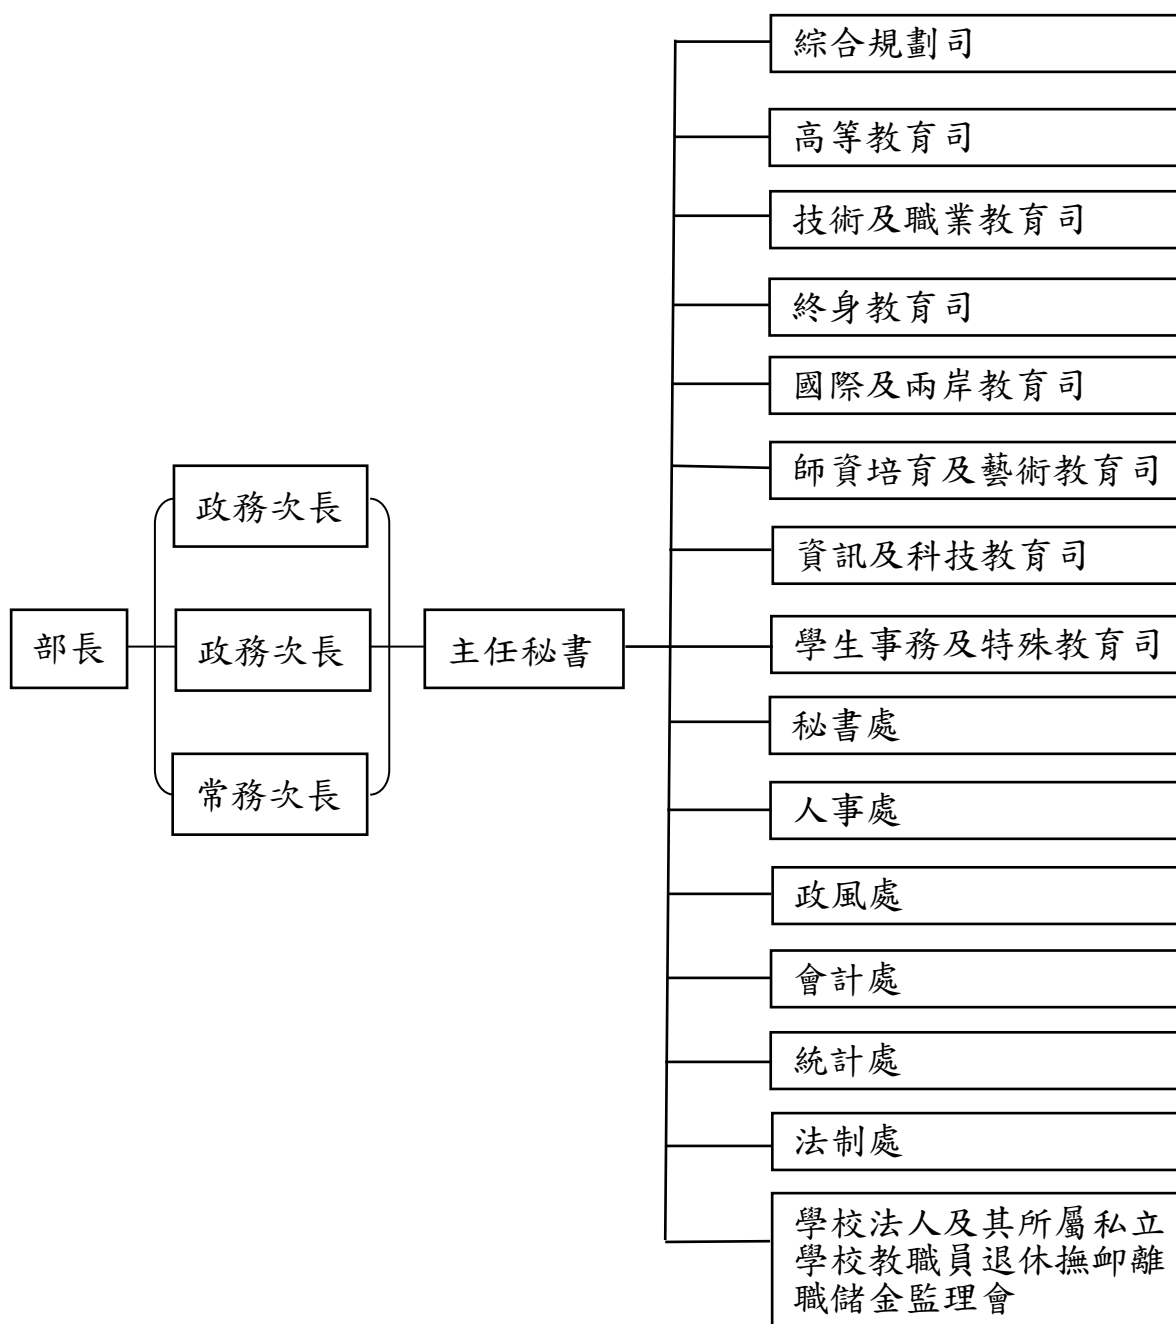 部長
政務次長
政務次長
常務次長
主任秘書
綜合規劃司
高等教育司
技術及職業教育司
終身教育司
國際及兩岸教育司
師資培育及藝術教育司
資訊及科技教育司
學生事務及特殊教育司
秘書處
人事處
政風處
會計處
統計處
法制處
學校法人及其所屬私立
學校教職員退休撫卹離
職儲金監理會